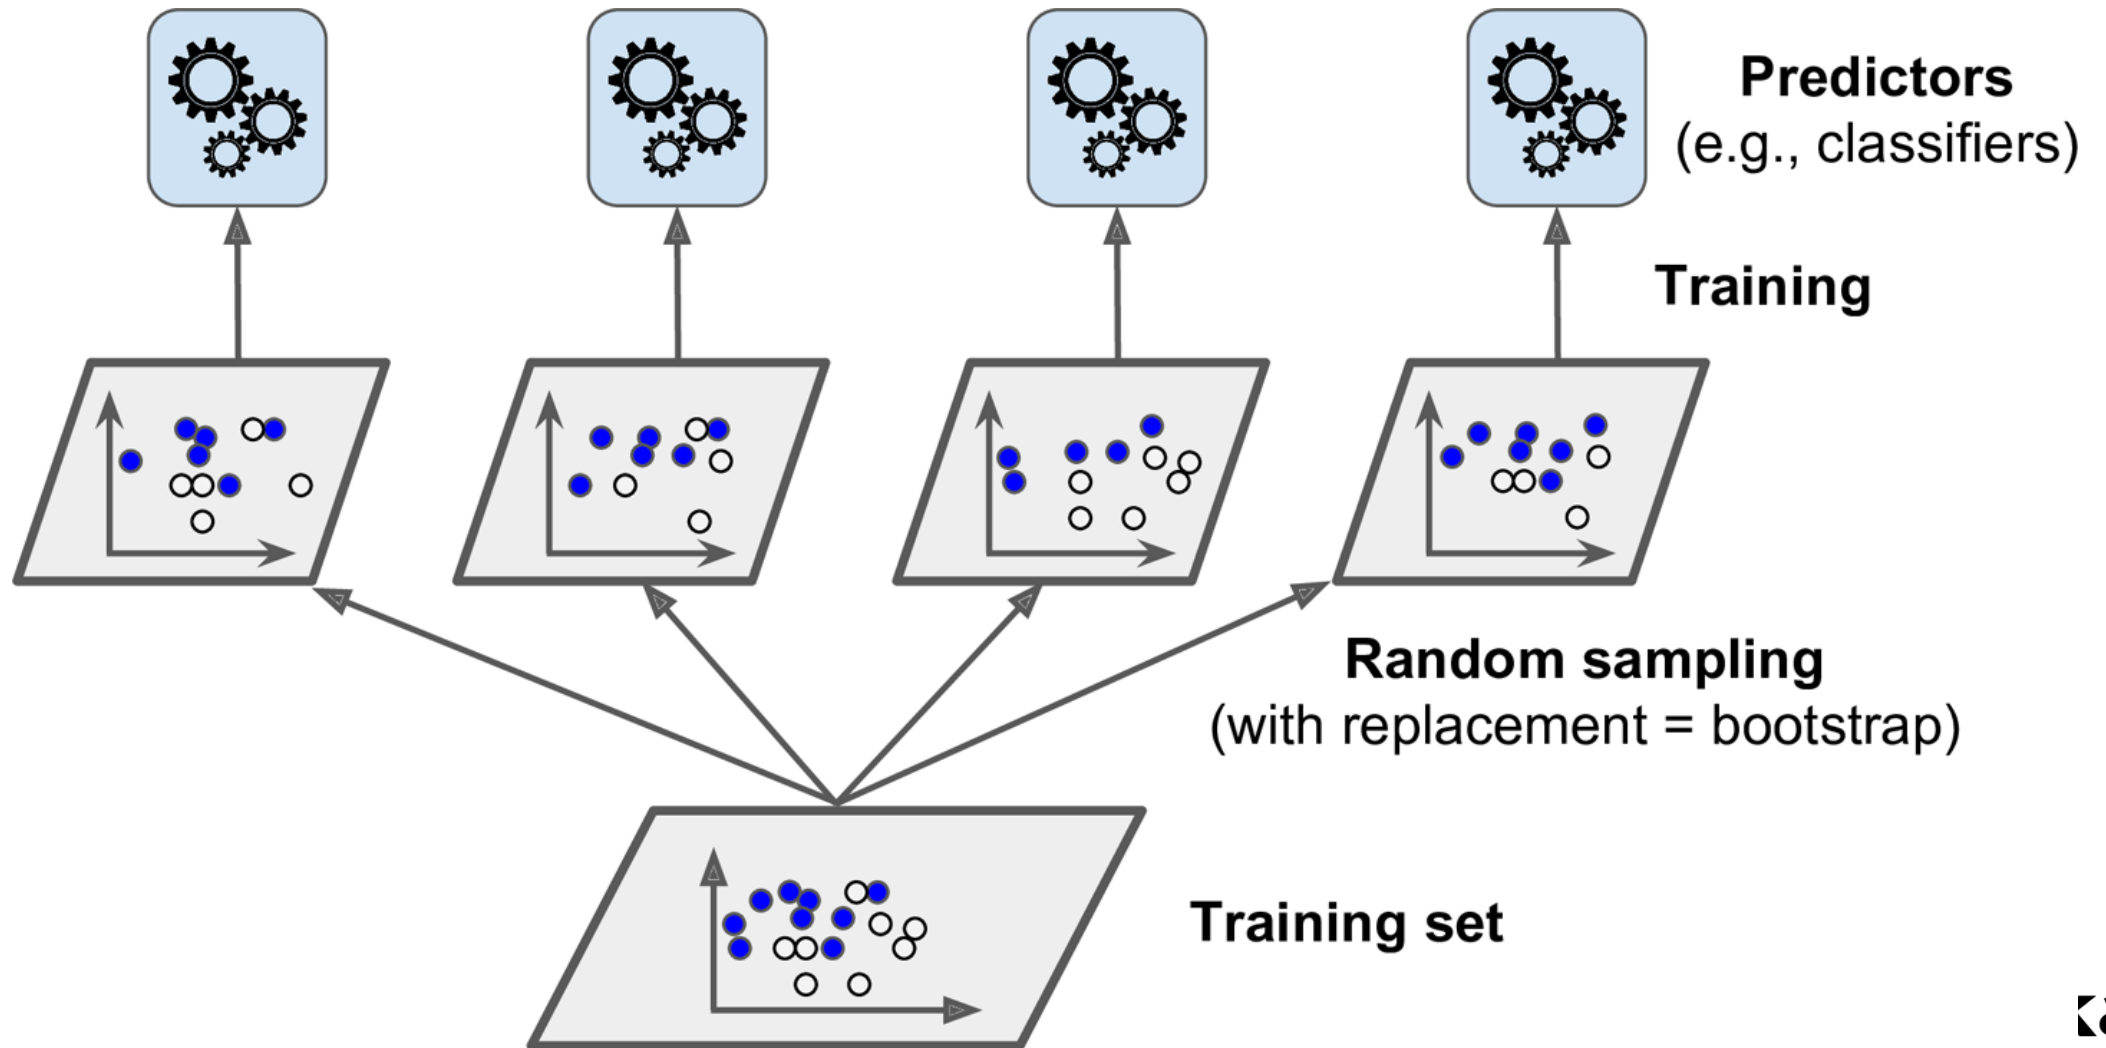 Predictors
(e.g., classifiers)
Training
Random sampling
(with replacement = bootstrap)
Training set